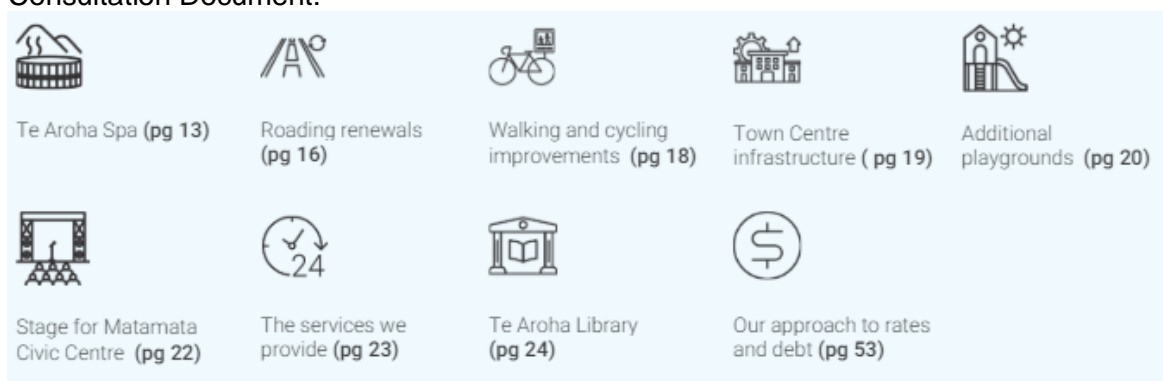 Consultation Document.
Te Aroha Spa (pg 13)
Roading renewals
(pg 16)
Walking and cycling
improvements (pg 18)
Town Centre
infrastructure ( pg 19)
Additional
playgrounds (pg 20)
Stage for Matamata
Civic Centre (pg 22)
24
The services we
provide (pg 23)
Te Aroha Library
(pg 24)
$
Our approach to rates
and debt (pg 53)